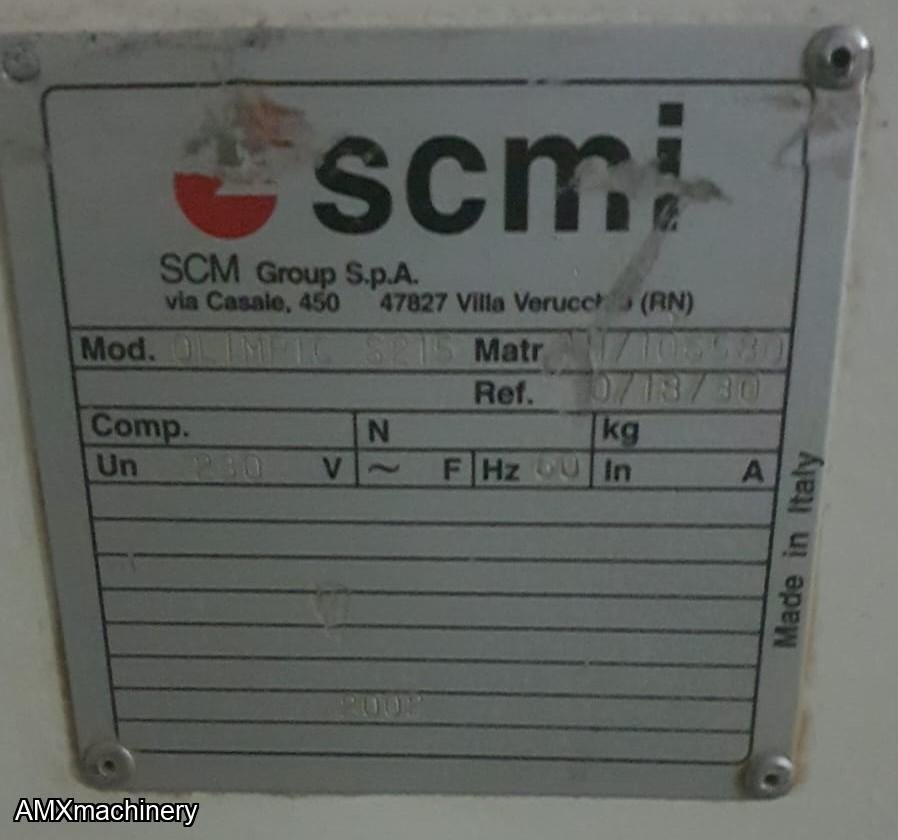 scmi
SCM Group S.p.A.
via Casale, 450 47827 Villa Verucchio (RN)
Mod. OLIMPIC S215 Matr
Ref.
Comp. N kg
Un 230 V ~ F Hz 60 In A
2002
Made in Italy
AMXmachinery